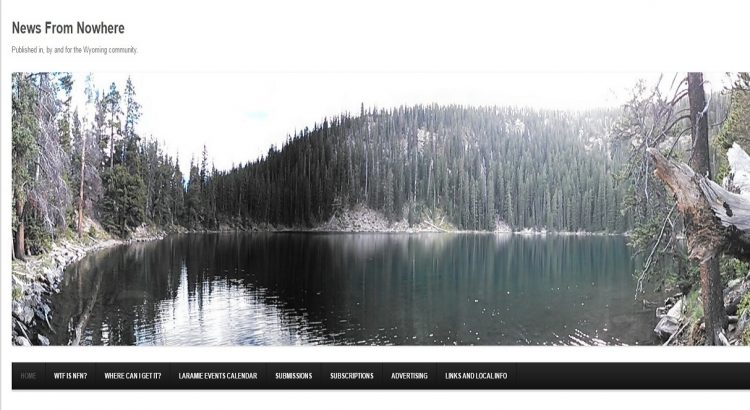 News From Nowhere
Published in, by and for the Wyoming community.
HOME WTF IS NFN? WHERE CAN I GET IT? LARAMIE EVENTS CALENDAR SUBMISSIONS SUBSCRIPTIONS ADVERTISING LINKS AND LOCAL INFO